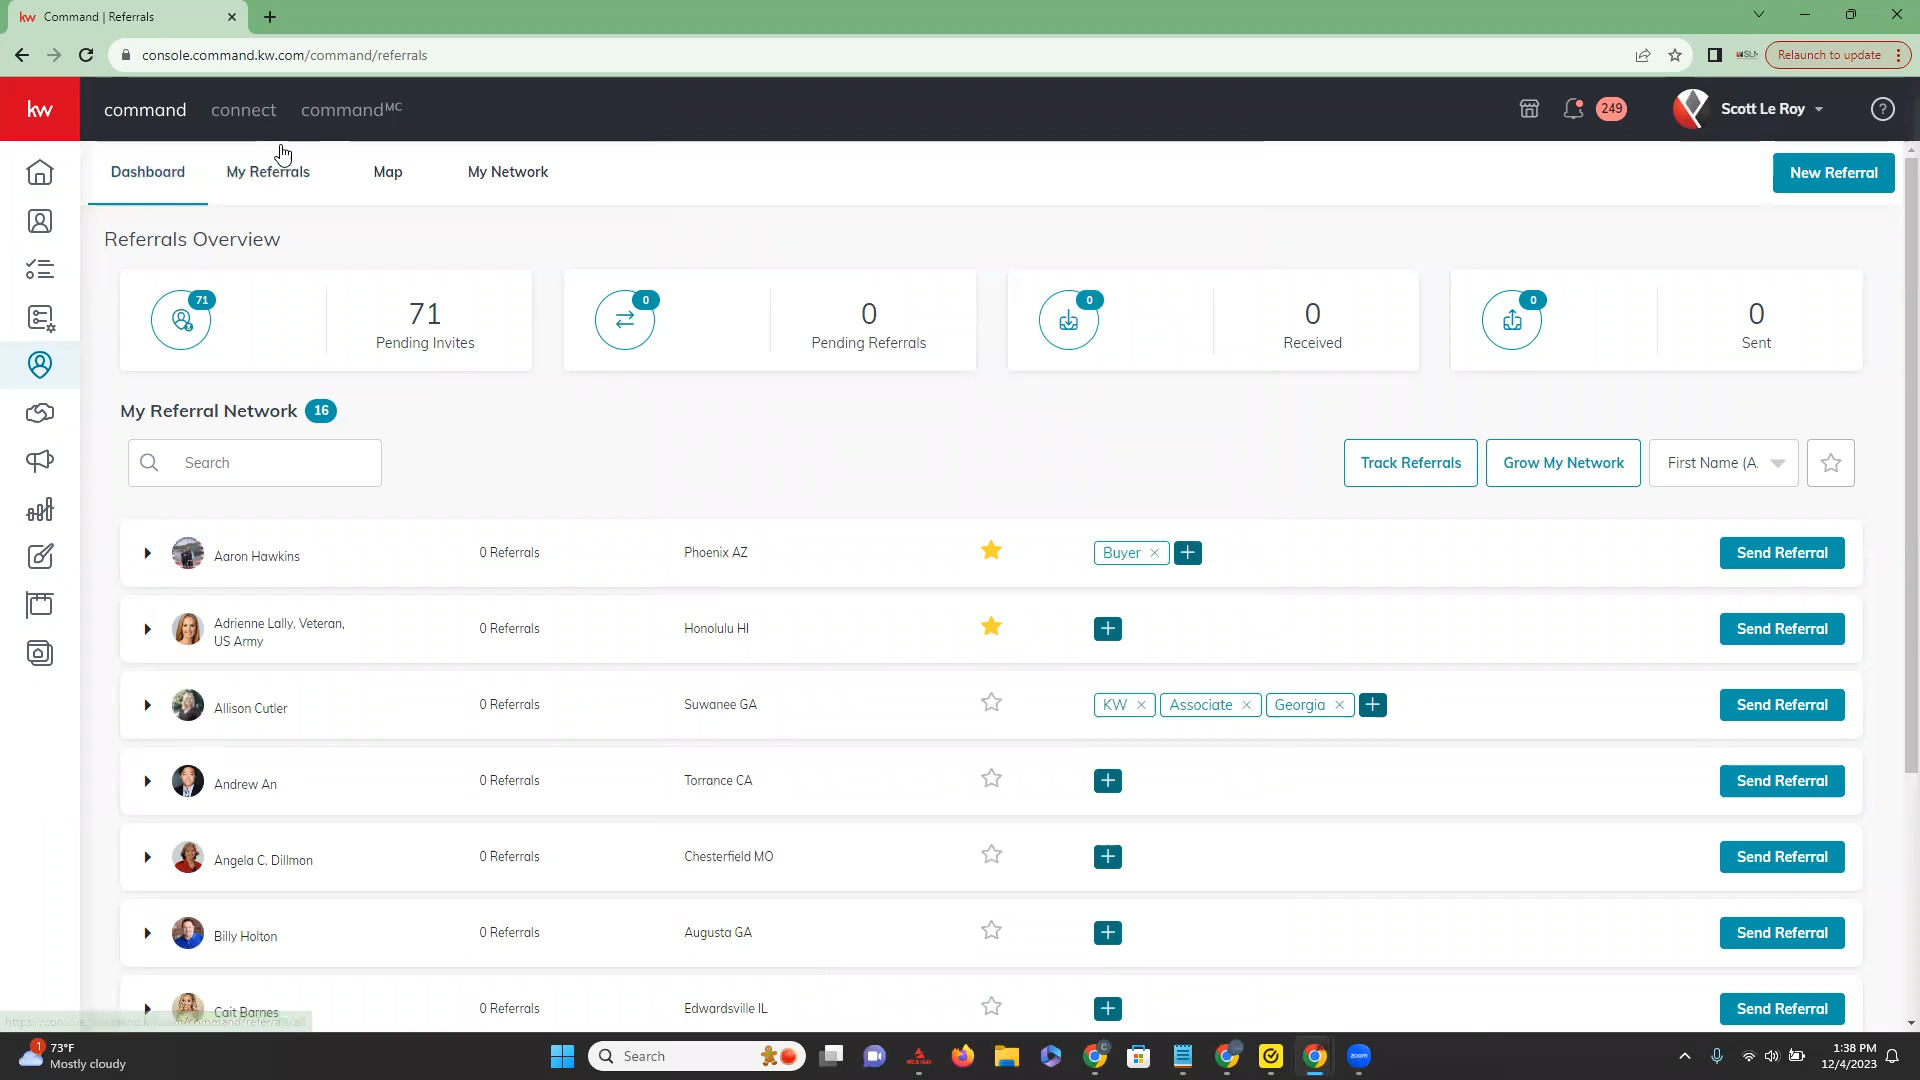 kw Command | Referrals
console.command.kw.com/command/referrals
Relaunch to update
kw
command connect commandMC
249
Scott Le Roy
Dashboard My Referrals Map My Network
New Referral
Referrals Overview
71
71
Pending Invites
0
0
Pending Referrals
0
0
Received
0
0
Sent
My Referral Network 16
Search
Track Referrals
Grow My Network
First Name (A.
Aaron Hawkins 0 Referrals Phoenix AZ Buyer × + Send Referral
Adrienne Lally, Veteran,
US Army
0 Referrals Honolulu HI + Send Referral
Allison Cutler 0 Referrals Suwanee GA KW × Associate × Georgia × + Send Referral
Andrew An 0 Referrals Torrance CA + Send Referral
Angela C. Dillmon 0 Referrals Chesterfield MO + Send Referral
Billy Holton 0 Referrals Augusta GA + Send Referral
Cait Barnes 0 Referrals Edwardsville IL + Send Referral
1
73°F
Mostly cloudy
Search
zoom
1:38 PM
12/4/2023